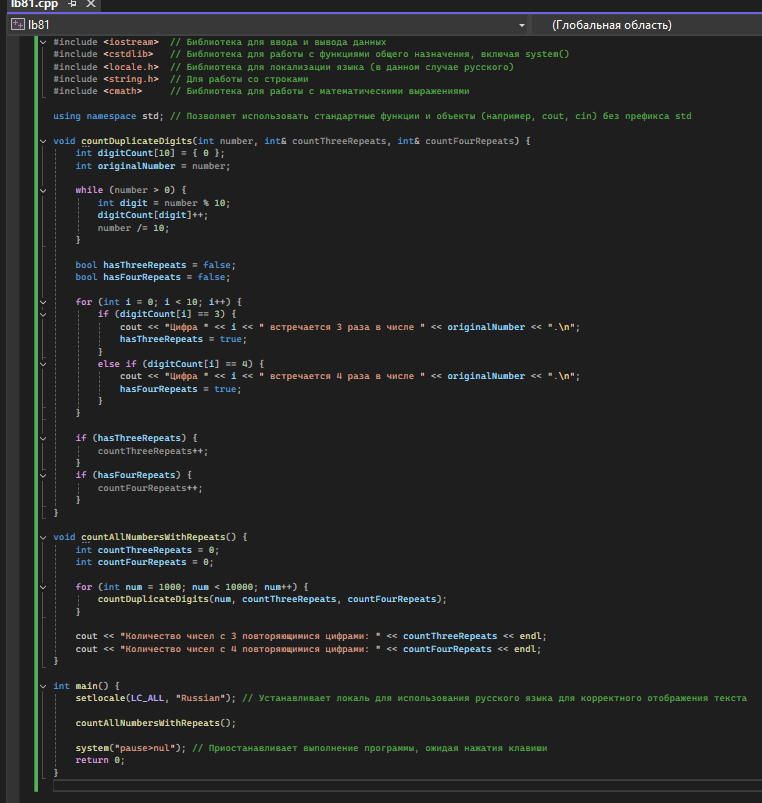 lb81.cpp
lb81 (Глобальная область)
#include <iostream>  // Библиотека для ввода и вывода данных
#include <cstdlib>   // Библиотека для работы с функциями общего назначения, включая system()
#include <locale.h>  // Библиотека для локализации языка (в данном случае русского)
#include <string.h>  // Для работы со строками
#include <cmath>     // Библиотека для работы с математическими выражениями
using namespace std; // Позволяет использовать стандартные функции и объекты (например, cout, cin) без префикса std
void countDuplicateDigits(int number, int& countThreeRepeats, int& countFourRepeats) {
    int digitCount[10] = { 0 };
    int originalNumber = number;
    while (number > 0) {
        int digit = number % 10;
        digitCount[digit]++;
        number /= 10;
    }
    bool hasThreeRepeats = false;
    bool hasFourRepeats = false;
    for (int i = 0; i < 10; i++) {
        if (digitCount[i] == 3) {
            cout << "Цифра " << i << " встречается 3 раза в числе " << originalNumber << ".\n";
            hasThreeRepeats = true;
        }
        else if (digitCount[i] == 4) {
            cout << "Цифра " << i << " встречается 4 раза в числе " << originalNumber << ".\n";
            hasFourRepeats = true;
        }
    }
    if (hasThreeRepeats) {
        countThreeRepeats++;
    }
    if (hasFourRepeats) {
        countFourRepeats++;
    }
}
void countAllNumbersWithRepeats() {
    int countThreeRepeats = 0;
    int countFourRepeats = 0;
    for (int num = 1000; num < 10000; num++) {
        countDuplicateDigits(num, countThreeRepeats, countFourRepeats);
    }
    cout << "Количество чисел с 3 повторяющимися цифрами: " << countThreeRepeats << endl;
    cout << "Количество чисел с 4 повторяющимися цифрами: " << countFourRepeats << endl;
}
int main() {
    setlocale(LC_ALL, "Russian"); // Устанавливает локаль для использования русского языка для корректного отображения текста
    countAllNumbersWithRepeats();
    system("pause>nul"); // Приостанавливает выполнение программы, ожидая нажатия клавиши
    return 0;
}